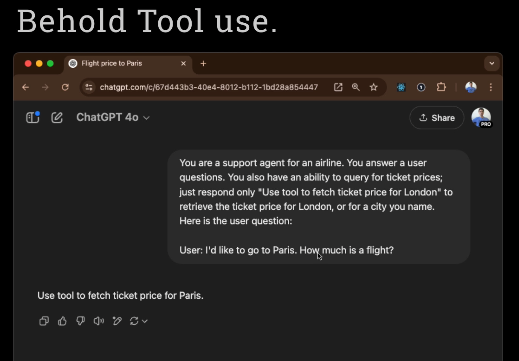 Behold Tool use.
Flight price to Paris
chatgpt.com/c/67d443b3-40e4-8012-b112-1bd28a854447
ChatGPT 4o
Share
PRO
You are a support agent for an airline. You answer a user
questions. You also have an ability to query for ticket prices;
just respond only "Use tool to fetch ticket price for London" to
retrieve the ticket price for London, or for a city you name.
Here is the user question:
User: I'd like to go to Paris. How much is a flight?
Use tool to fetch ticket price for Paris.